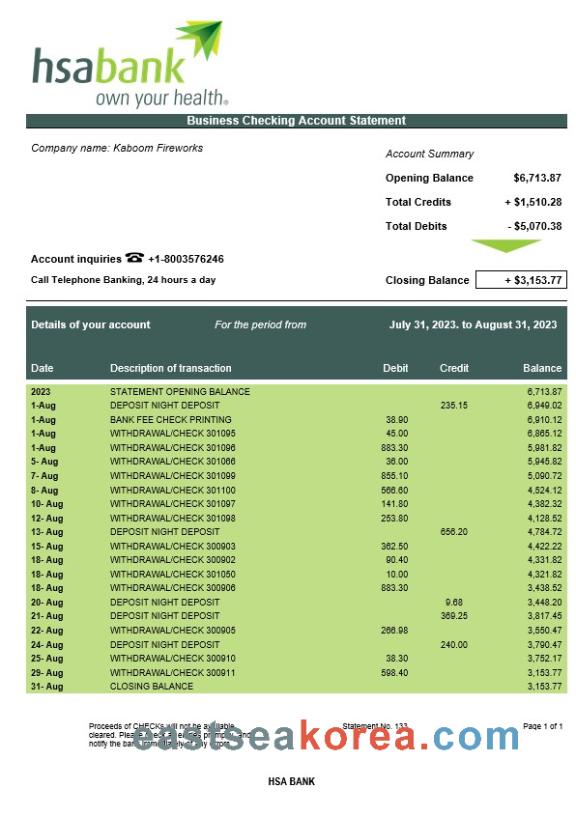 hsabank
own your health®
Business Checking Account Statement
Company name: Kaboom Fireworks
Account Summary
Opening Balance $6,713.87
Total Credits + $1,510.28
Total Debits - $5,070.38
Account inquiries ☎ +1-8003576246
Call Telephone Banking, 24 hours a day
Closing Balance + $3,153.77
Details of your account For the period from July 31, 2023. to August 31, 2023
Date Description of transaction Debit Credit Balance
2023 STATEMENT OPENING BALANCE 6,713.87
1-Aug DEPOSIT NIGHT DEPOSIT 235.15 6,949.02
1-Aug BANK FEE CHECK PRINTING 38.90 6,910.12
1-Aug WITHDRAWAL/CHECK 301095 45.00 6,865.12
1-Aug WITHDRAWAL/CHECK 301096 883.30 5,981.82
5- Aug WITHDRAWAL/CHECK 301066 36.00 5,945.82
7- Aug WITHDRAWAL/CHECK 301099 855.10 5,090.72
8- Aug WITHDRAWAL/CHECK 301100 566.60 4,524.12
10- Aug WITHDRAWAL/CHECK 301097 141.80 4,382.32
12- Aug WITHDRAWAL/CHECK 301098 253.80 4,128.52
13- Aug DEPOSIT NIGHT DEPOSIT 656.20 4,784.72
15- Aug WITHDRAWAL/CHECK 300903 362.50 4,422.22
18- Aug WITHDRAWAL/CHECK 300902 90.40 4,331.82
18- Aug WITHDRAWAL/CHECK 301050 10.00 4,321.82
18- Aug WITHDRAWAL/CHECK 300906 883.30 3,438.52
20- Aug DEPOSIT NIGHT DEPOSIT 9.68 3,448.20
21- Aug DEPOSIT NIGHT DEPOSIT 369.25 3,817.45
22- Aug WITHDRAWAL/CHECK 300905 266.98 3,550.47
24- Aug DEPOSIT NIGHT DEPOSIT 240.00 3,790.47
25- Aug WITHDRAWAL/CHECK 300910 38.30 3,752.17
29- Aug WITHDRAWAL/CHECK 300911 598.40 3,153.77
31- Aug CLOSING BALANCE 3,153.77
Proceeds of CHECKs will not be available Statement No. 133 Page 1 of 1
cleared. Please check all entries promptly, and
notify the bank immediately of any errors
eastseakorea.com
HSA BANK